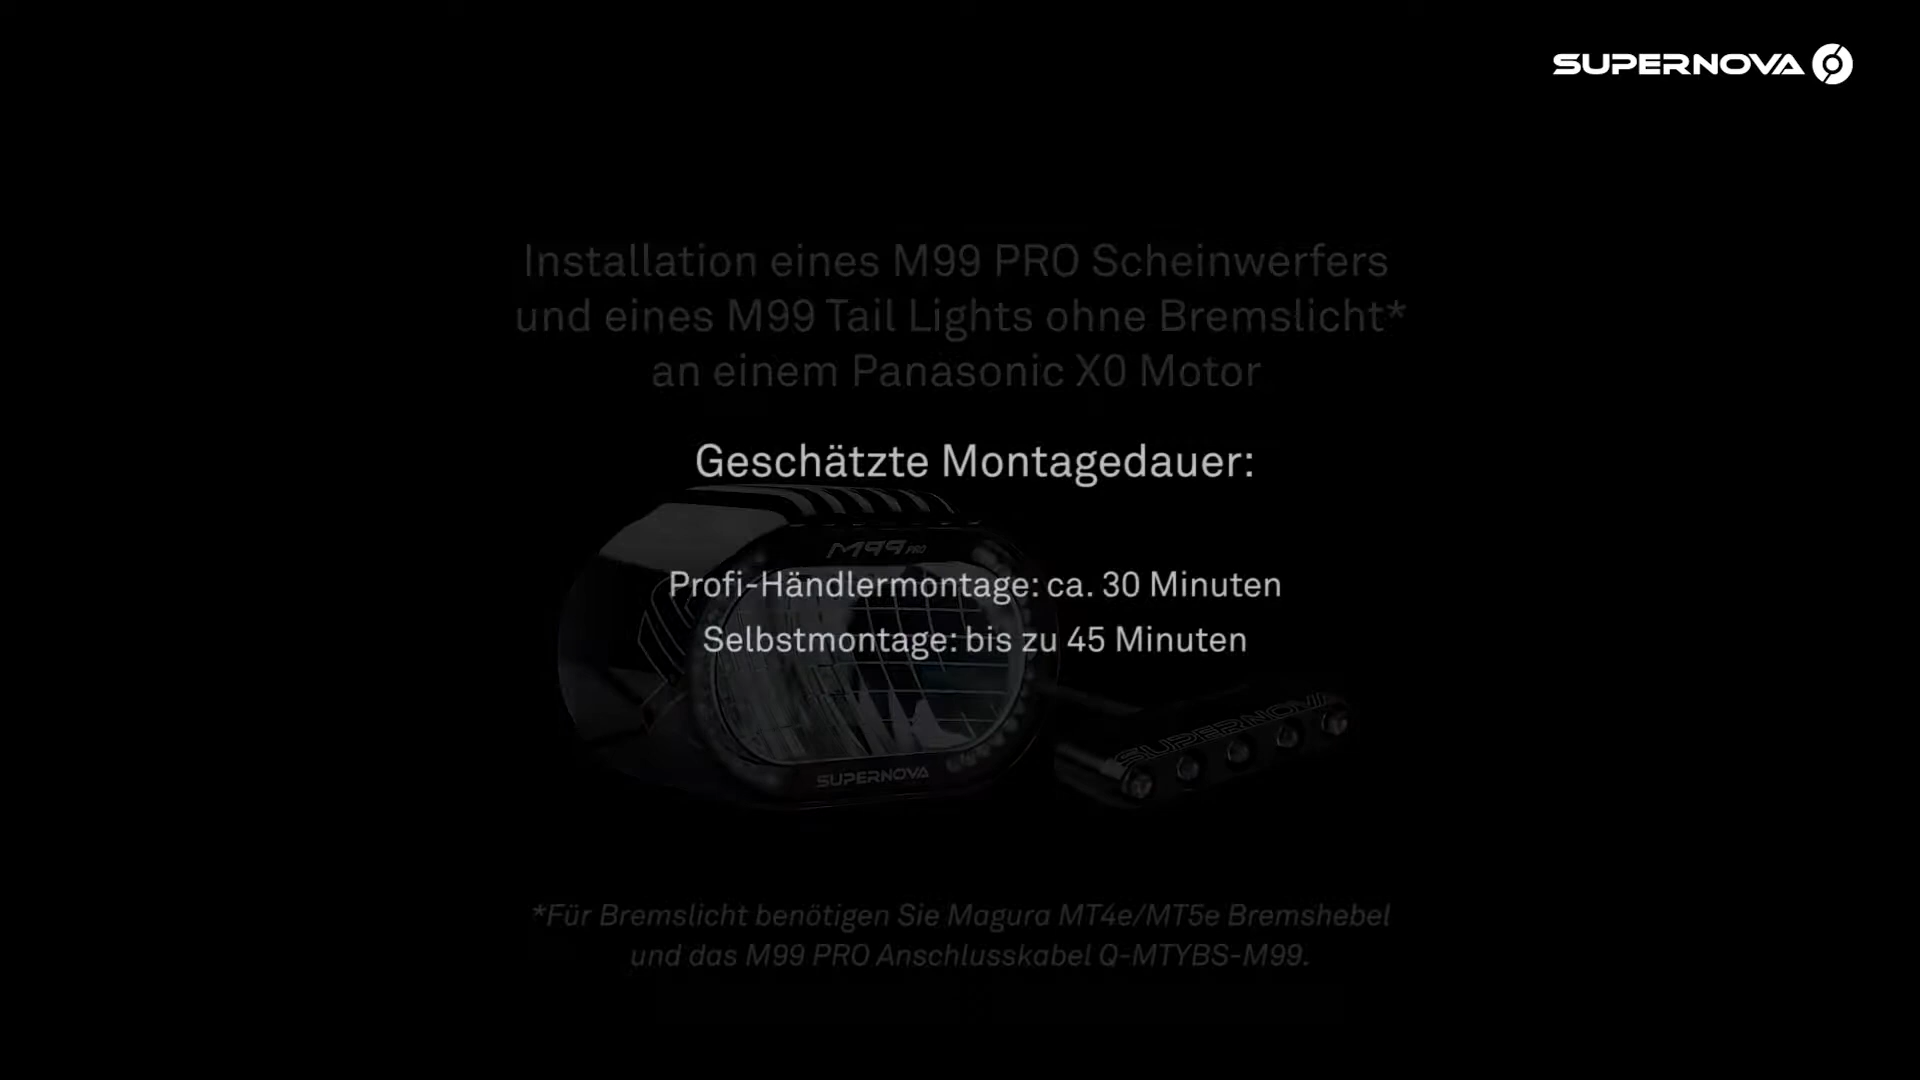 SUPERNOVA
Installation eines M99 PRO Scheinwerfers
und eines M99 Tail Lights ohne Bremslicht*
an einem Panasonic X0 Motor
Geschätzte Montagedauer:
M99 PRO
Profi-Händlermontage: ca. 30 Minuten
Selbstmontage: bis zu 45 Minuten
SUPERNOVA
SUPERNOVA
*Für Bremslicht benötigen Sie Magura MT4e/MT5e Bremshebel
und das M99 PRO Anschlusskabel Q-MTYBS-M99.